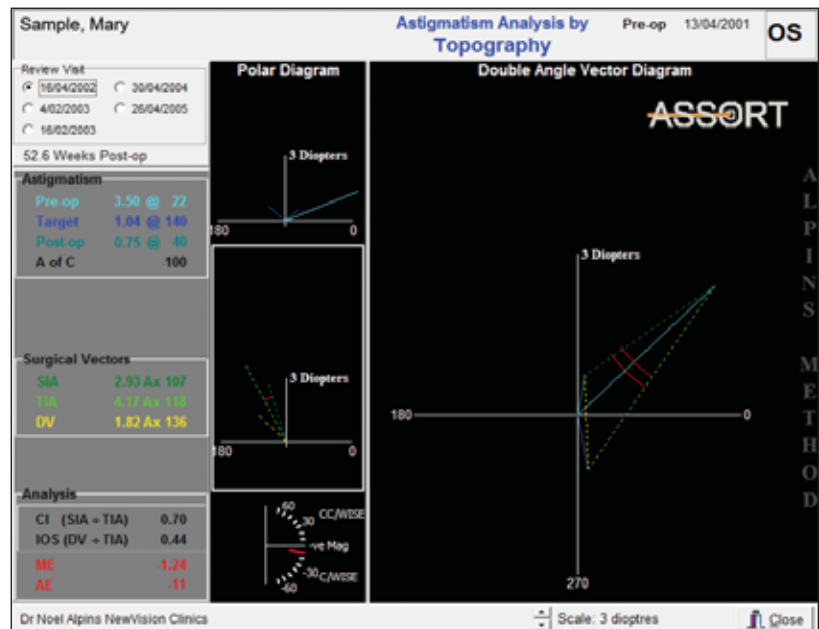 Sample, Mary
Astigmatism Analysis by
Topography
Pre-op 13/04/2001
OS
Review Visit
16/04/2002 30/04/2004
4/02/2003 26/04/2005
16/02/2003
52.6 Weeks Post-op
Astigmatism
Pre-op 3.50 @ 22
Target 1.04 @ 140
Post-op 0.75 @ 40
A of C -100
Surgical Vectors
SIA 2.93 Ax 107
TIA 4.17 Ax 118
DV 1.82 Ax 136
Analysis
CI (SIA ÷ TIA) 0.70
IOS (DV ÷ TIA) 0.44
ME -1.24
AE -11
Polar Diagram
3 Diopters
180 0
3 Diopters
180 0
60
30 CC/WISE
-ve Mag
-30 C/WISE
-60
Double Angle Vector Diagram
ASSORT
3 Diopters
180 0
270
ALPINS METHOD
Dr Noel Alpins NewVision Clinics
Scale: 3 dioptres
Close